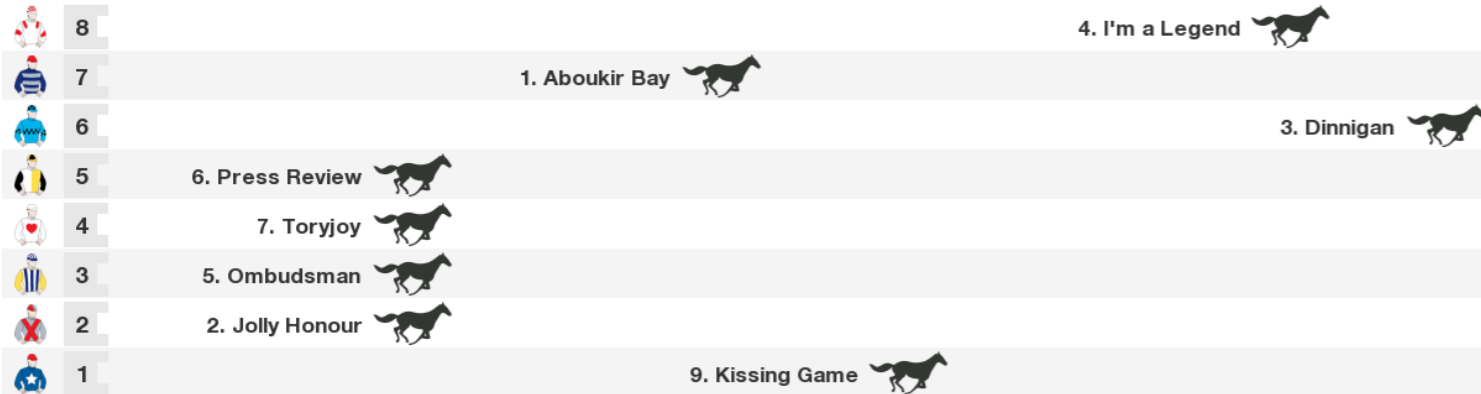 8 4. I'm a Legend
7 1. Aboukir Bay
6 3. Dinnigan
5 6. Press Review
4 7. Toryjoy
3 5. Ombudsman
2 2. Jolly Honour
1 9. Kissing Game